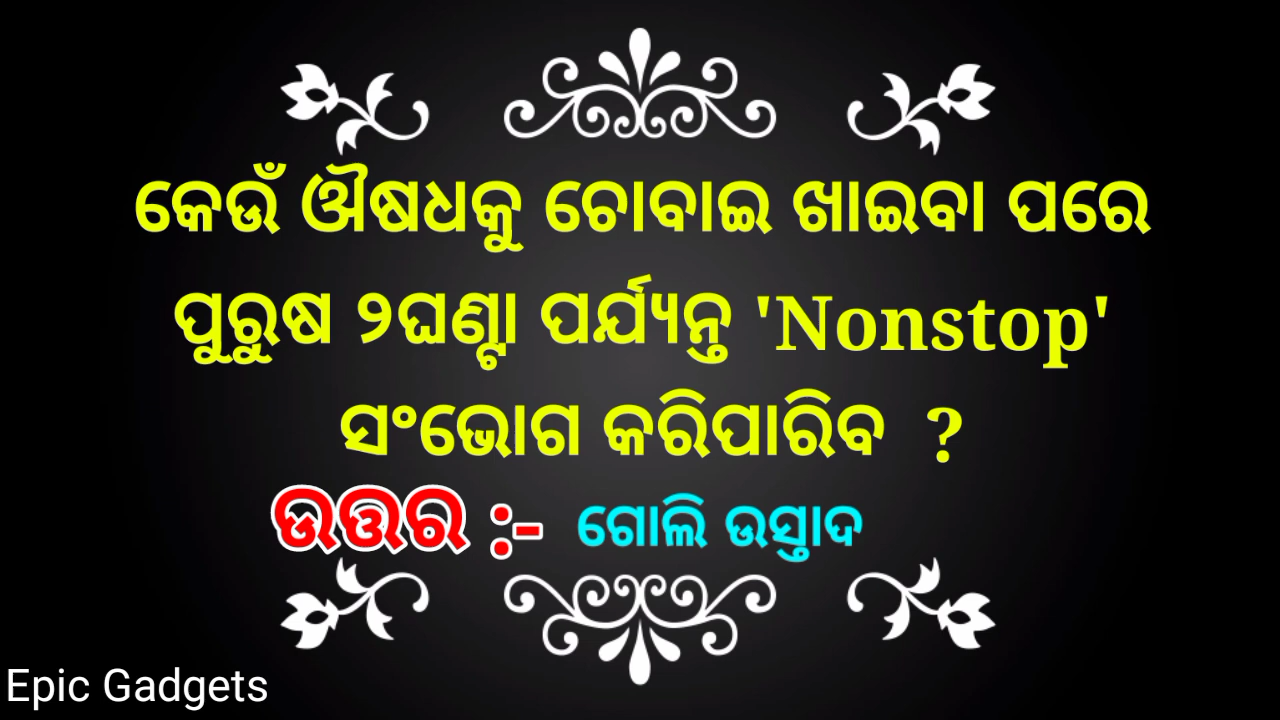 କେଉଁ ଔଷଧକୁ ଚୋବାଇ ଖାଇବା ପରେ
ପୁରୁଷ ୨ଘଣ୍ଟା ପର୍ଯ୍ୟନ୍ତ 'Nonstop'
ସଂଭୋଗ କରିପାରିବ ?
ଉତ୍ତର :- ଗୋଲି ଉସ୍ତାଦ
Epic Gadgets